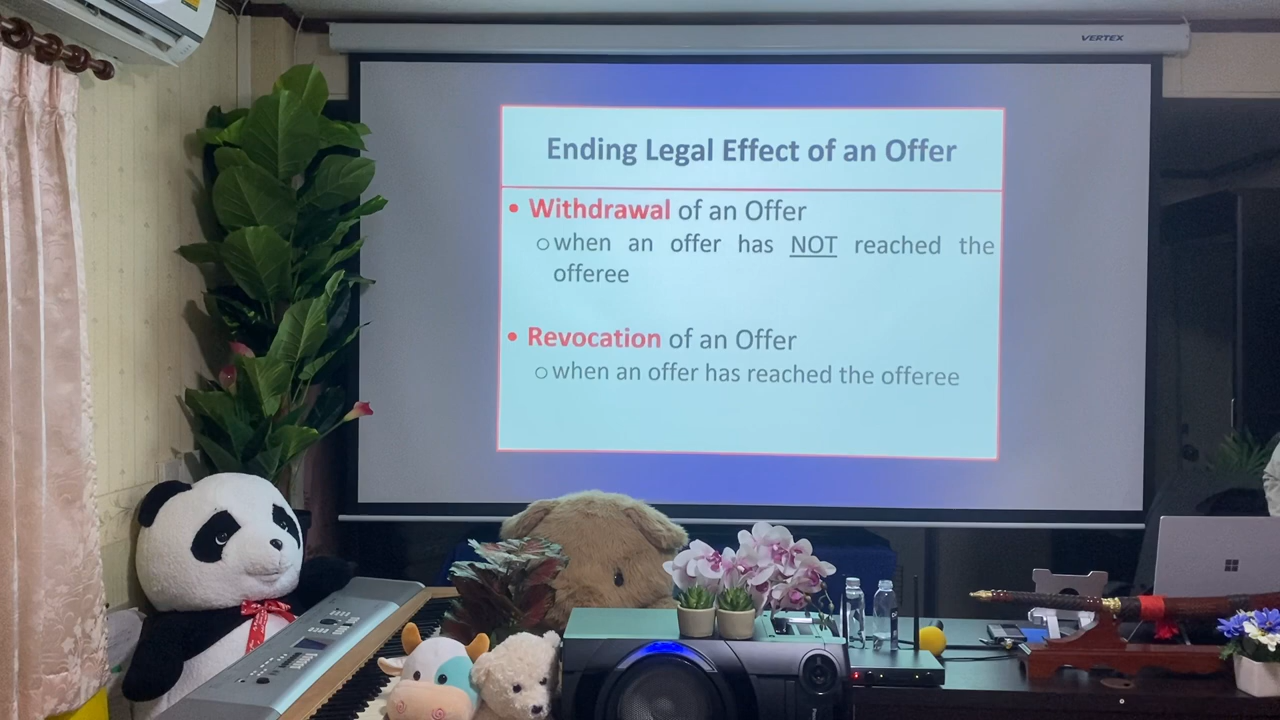 VERTEX
Ending Legal Effect of an Offer
• Withdrawal of an Offer
○ when an offer has NOT reached the
offeree
• Revocation of an Offer
○ when an offer has reached the offeree